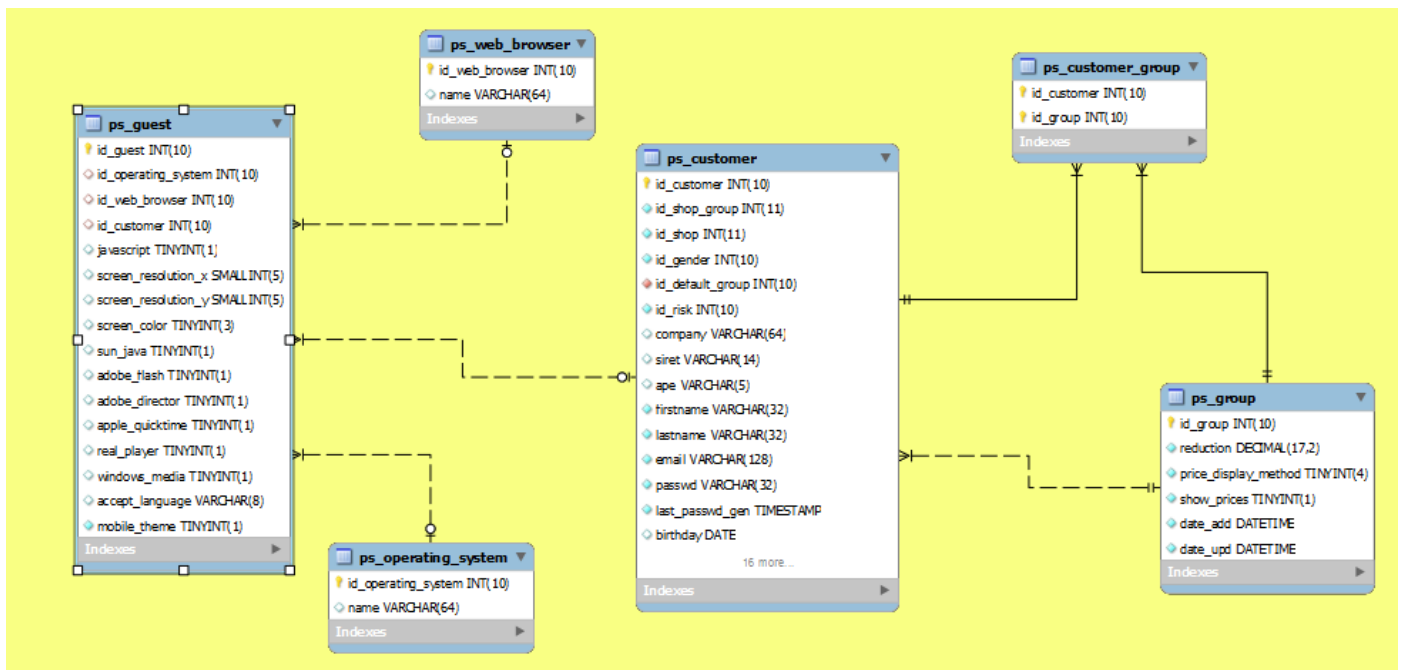 ps_web_browser
id_web_browser INT(10)
name VARCHAR(64)
Indexes
ps_guest
id_guest INT(10)
id_operating_system INT(10)
id_web_browser INT(10)
id_customer INT(10)
javascript TINYINT(1)
screen_resolution_x SMALLINT(5)
screen_resolution_y SMALLINT(5)
screen_color TINYINT(3)
sun_java TINYINT(1)
adobe_flash TINYINT(1)
adobe_director TINYINT(1)
apple_quicktime TINYINT(1)
real_player TINYINT(1)
windows_media TINYINT(1)
accept_language VARCHAR(8)
mobile_theme TINYINT(1)
Indexes
ps_operating_system
id_operating_system INT(10)
name VARCHAR(64)
Indexes
ps_customer
id_customer INT(10)
id_shop_group INT(11)
id_shop INT(11)
id_gender INT(10)
id_default_group INT(10)
id_risk INT(10)
company VARCHAR(64)
siret VARCHAR(14)
ape VARCHAR(5)
firstname VARCHAR(32)
lastname VARCHAR(32)
email VARCHAR(128)
passwd VARCHAR(32)
last_passwd_gen TIMESTAMP
birthday DATE
16 more...
Indexes
ps_customer_group
id_customer INT(10)
id_group INT(10)
Indexes
ps_group
id_group INT(10)
reduction DECIMAL(17,2)
price_display_method TINYINT(4)
show_prices TINYINT(1)
date_add DATETIME
date_upd DATETIME
Indexes